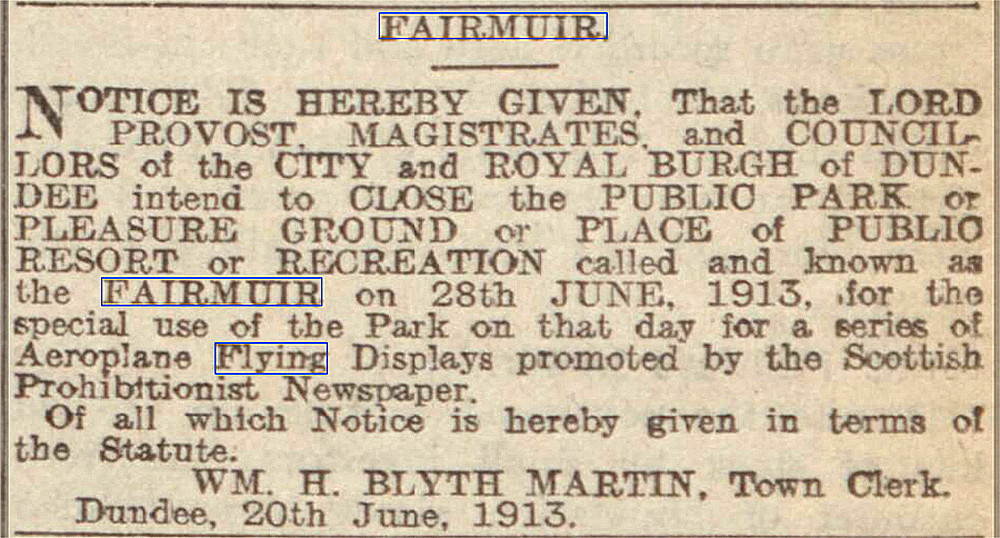 FAIRMUIR.
NOTICE IS HEREBY GIVEN, That the LORD
PROVOST, MAGISTRATES, and COUNCIL-
LORS of the CITY and ROYAL BURGH of DUN-
DEE intend to CLOSE the PUBLIC PARK or
PLEASURE GROUND or PLACE of PUBLIC
RESORT or RECREATION called and known as
the FAIRMUIR on 28th JUNE, 1913, for the
special use of the Park on that day for a series of
Aeroplane Flying Displays promoted by the Scottish
Prohibitionist Newspaper.
Of all which Notice is hereby given in terms of
the Statute.
WM. H. BLYTH MARTIN, Town Clerk.
Dundee, 20th June, 1913.